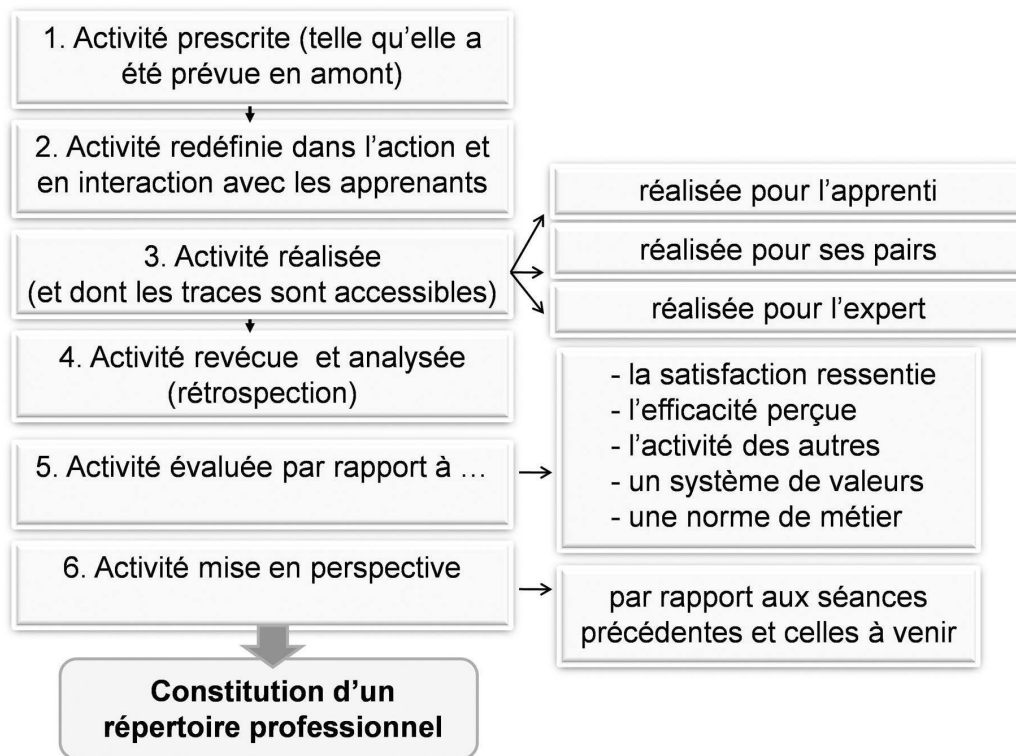 1. Activité prescrite (telle qu'elle a
été prévue en amont)
2. Activité redéfinie dans l'action et
en interaction avec les apprenants
3. Activité réalisée
(et dont les traces sont accessibles)
réalisée pour l'apprenti
réalisée pour ses pairs
réalisée pour l'expert
4. Activité revécue et analysée
(rétrospection)
5. Activité évaluée par rapport à ...
- la satisfaction ressentie
- l'efficacité perçue
- l'activité des autres
- un système de valeurs
- une norme de métier
6. Activité mise en perspective
par rapport aux séances
précédentes et celles à venir
Constitution d'un
répertoire professionnel